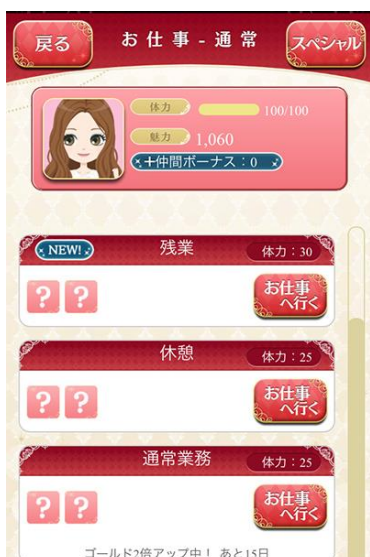 戻る
お仕事-通常
スペシャル
体力
100/100
魅力
1,060
+仲間ボーナス:0
NEW!
残業
体力:30
? ?
お仕事
へ行く
休憩
体力:25
? ?
お仕事
へ行く
通常業務
体力:25
? ?
お仕事
へ行く
ゴールド2倍アップ中! あと15日